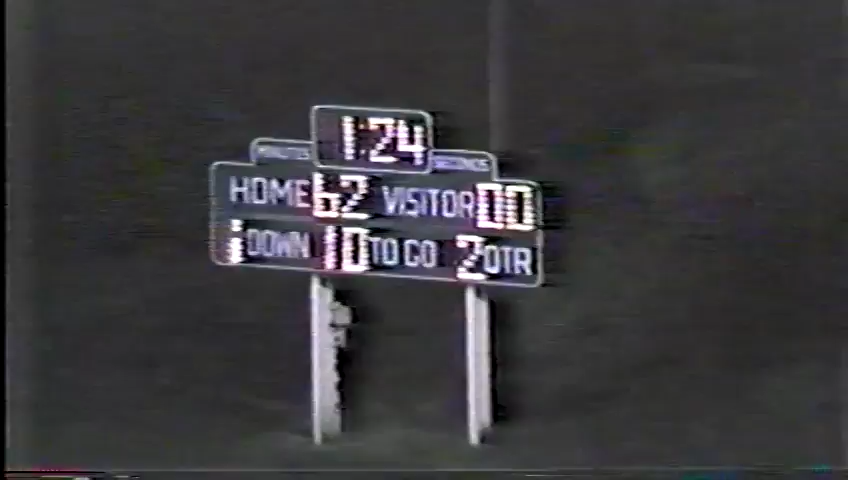 1:24
MINUTES SECONDS
HOME 62 VISITOR 00
1 DOWN 10 TO GO 2 QTR